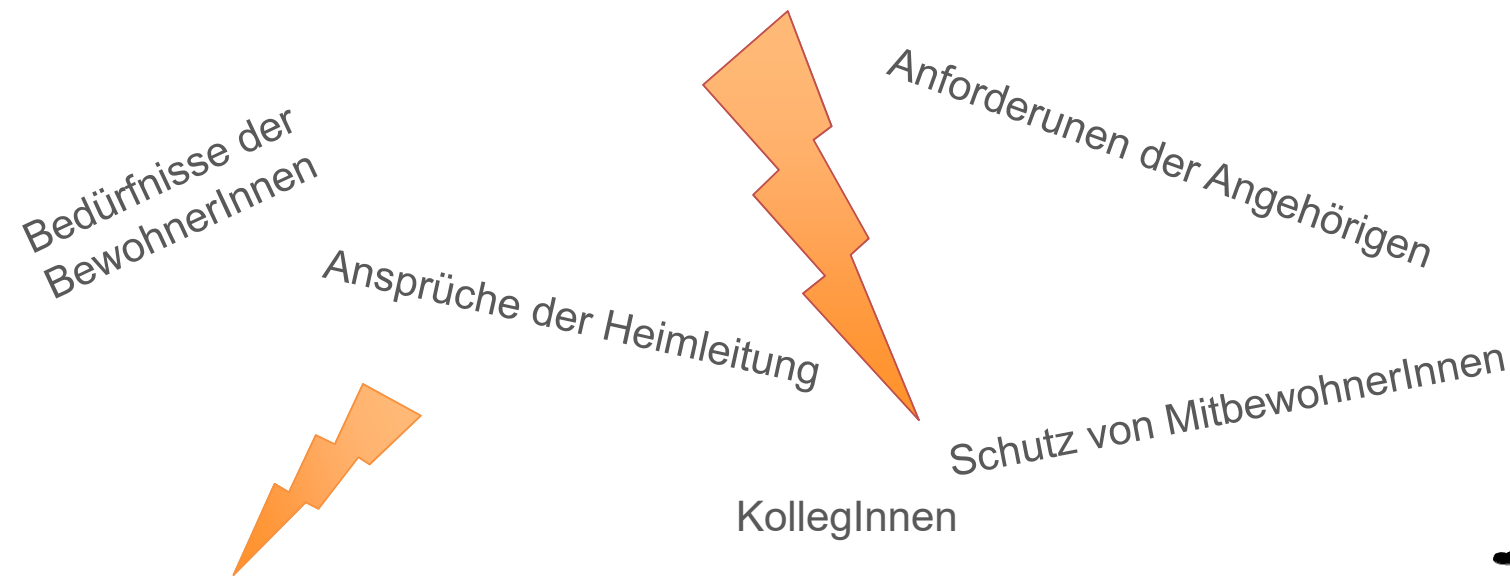 Bedürfnisse der
BewohnerInnen
Anforderunen der Angehörigen
Ansprüche der Heimleitung
Schutz von MitbewohnerInnen
KollegInnen